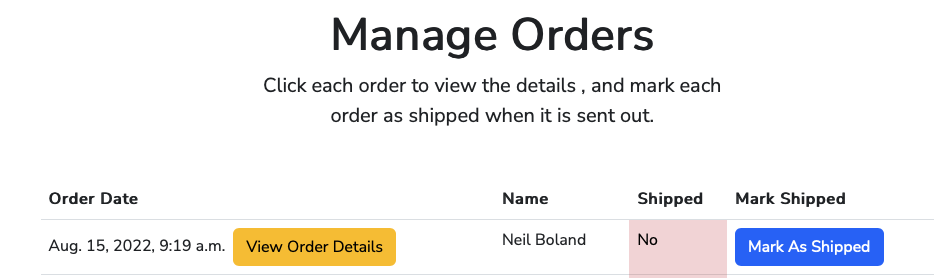 Manage Orders
Click each order to view the details , and mark each
order as shipped when it is sent out.
Order Date Name Shipped Mark Shipped
Aug. 15, 2022, 9:19 a.m. View Order Details Neil Boland No Mark As Shipped